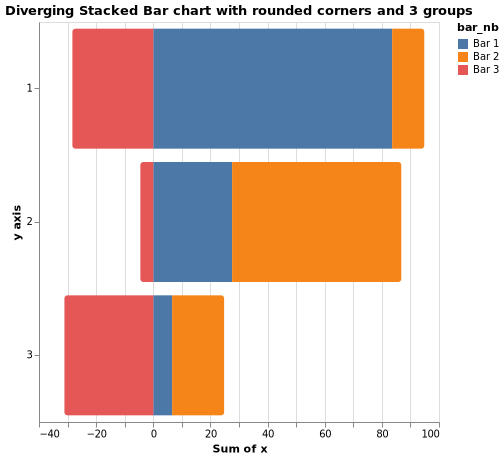 Diverging Stacked Bar chart with rounded corners and 3 groups
bar_nb
Bar 1
Bar 2
Bar 3
y axis
1
2
3
−40 −20 0 20 40 60 80 100
Sum of x